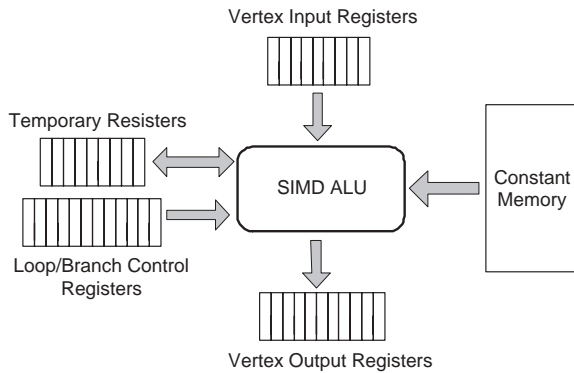 Vertex Input Registers
Temporary Resisters
SIMD ALU
Constant
Memory
Loop/Branch Control
Registers
Vertex Output Registers